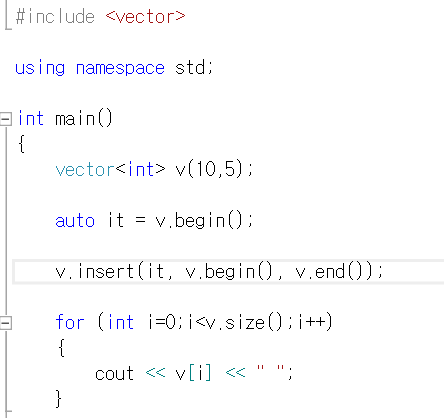 #include <vector>
using namespace std;
int main()
{
vector<int> v(10,5);
auto it = v.begin();
v.insert(it, v.begin(), v.end());
for (int i=0;i<v.size();i++)
{
cout << v[i] << " ";
}